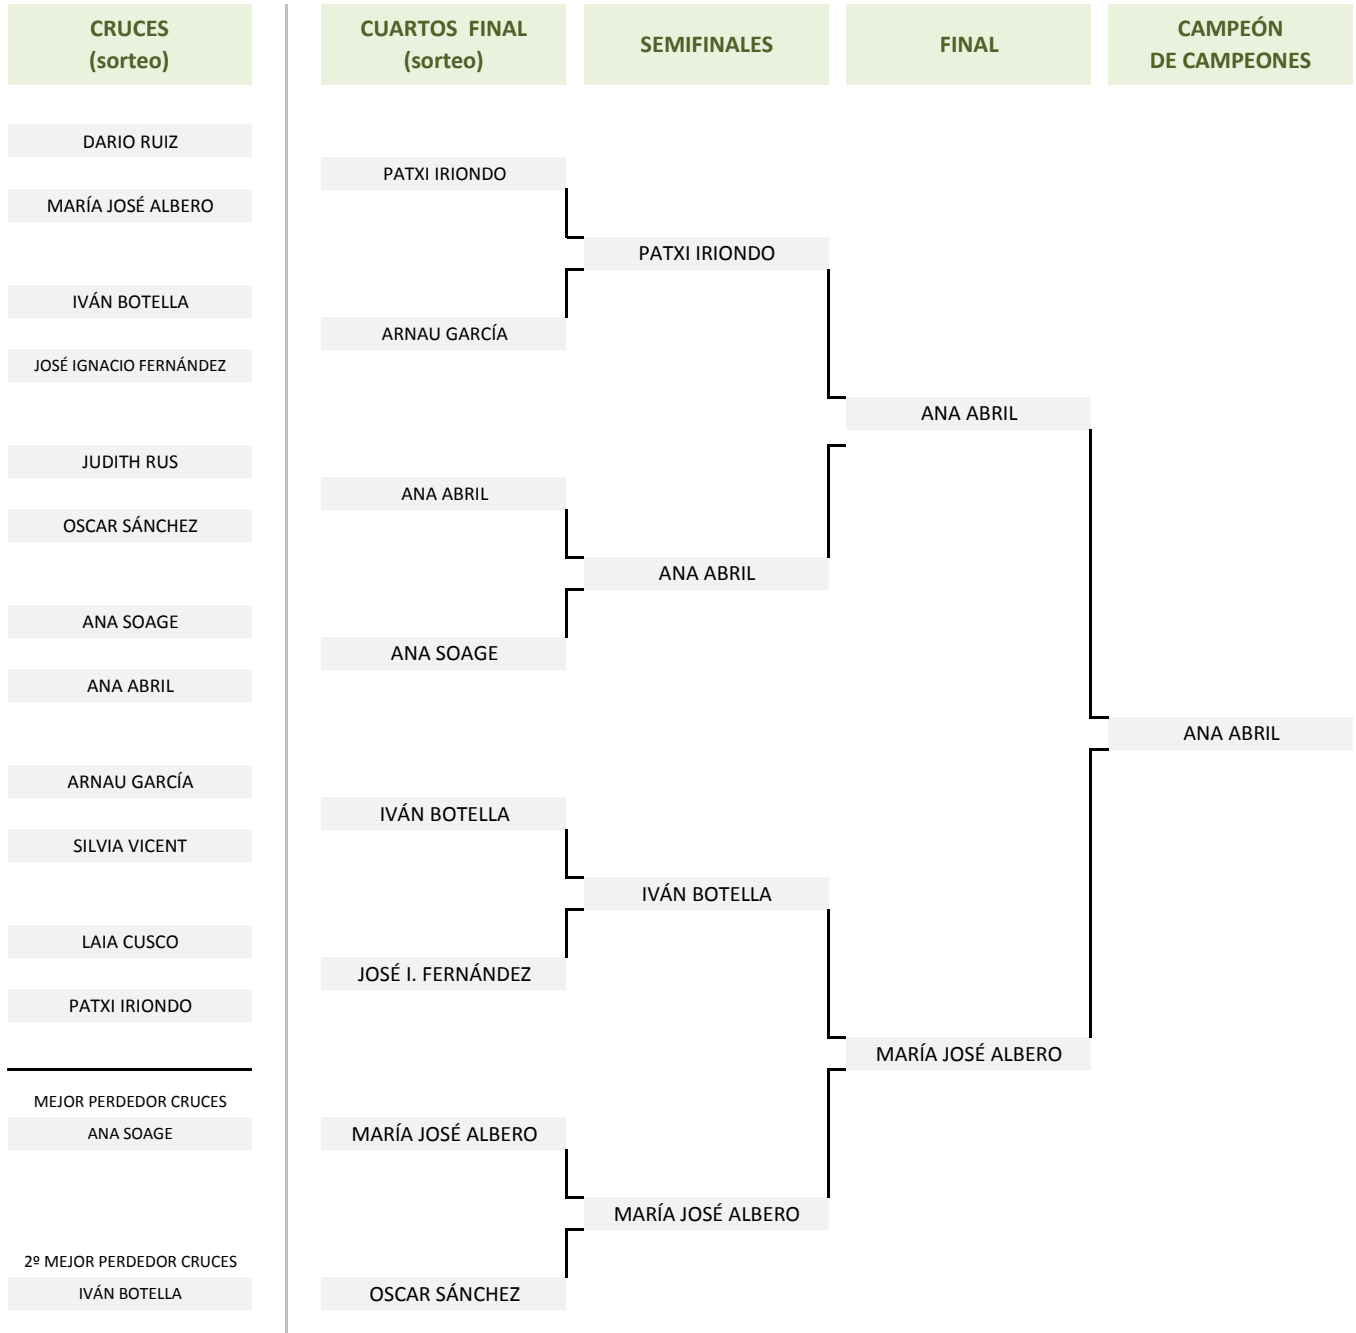 CRUCES
(sorteo)
CUARTOS  FINAL
(sorteo)
SEMIFINALES
FINAL
CAMPEÓN
DE CAMPEONES
DARIO RUIZ
MARÍA JOSÉ ALBERO
IVÁN BOTELLA
JOSÉ IGNACIO FERNÁNDEZ
JUDITH RUS
OSCAR SÁNCHEZ
ANA SOAGE
ANA ABRIL
ARNAU GARCÍA
SILVIA VICENT
LAIA CUSCO
PATXI IRIONDO
MEJOR PERDEDOR CRUCES
ANA SOAGE
2º MEJOR PERDEDOR CRUCES
IVÁN BOTELLA
PATXI IRIONDO
ARNAU GARCÍA
ANA ABRIL
ANA SOAGE
IVÁN BOTELLA
JOSÉ I. FERNÁNDEZ
MARÍA JOSÉ ALBERO
OSCAR SÁNCHEZ
PATXI IRIONDO
ANA ABRIL
IVÁN BOTELLA
MARÍA JOSÉ ALBERO
ANA ABRIL
MARÍA JOSÉ ALBERO
ANA ABRIL